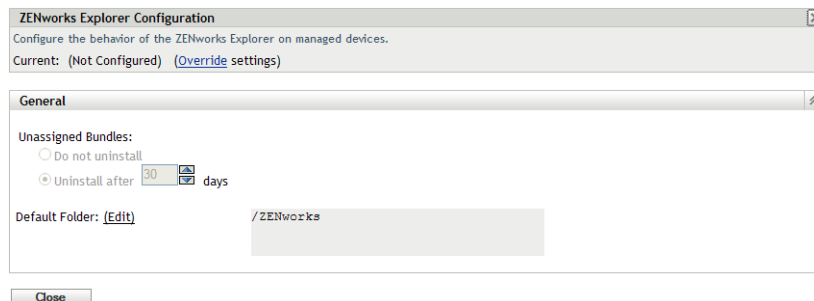 ZENworks Explorer Configuration
Configure the behavior of the ZENworks Explorer on managed devices.
Current: (Not Configured) (Override settings)
General
Unassigned Bundles:
Do not uninstall
Uninstall after 30 days
Default Folder: (Edit) /ZENworks
Close